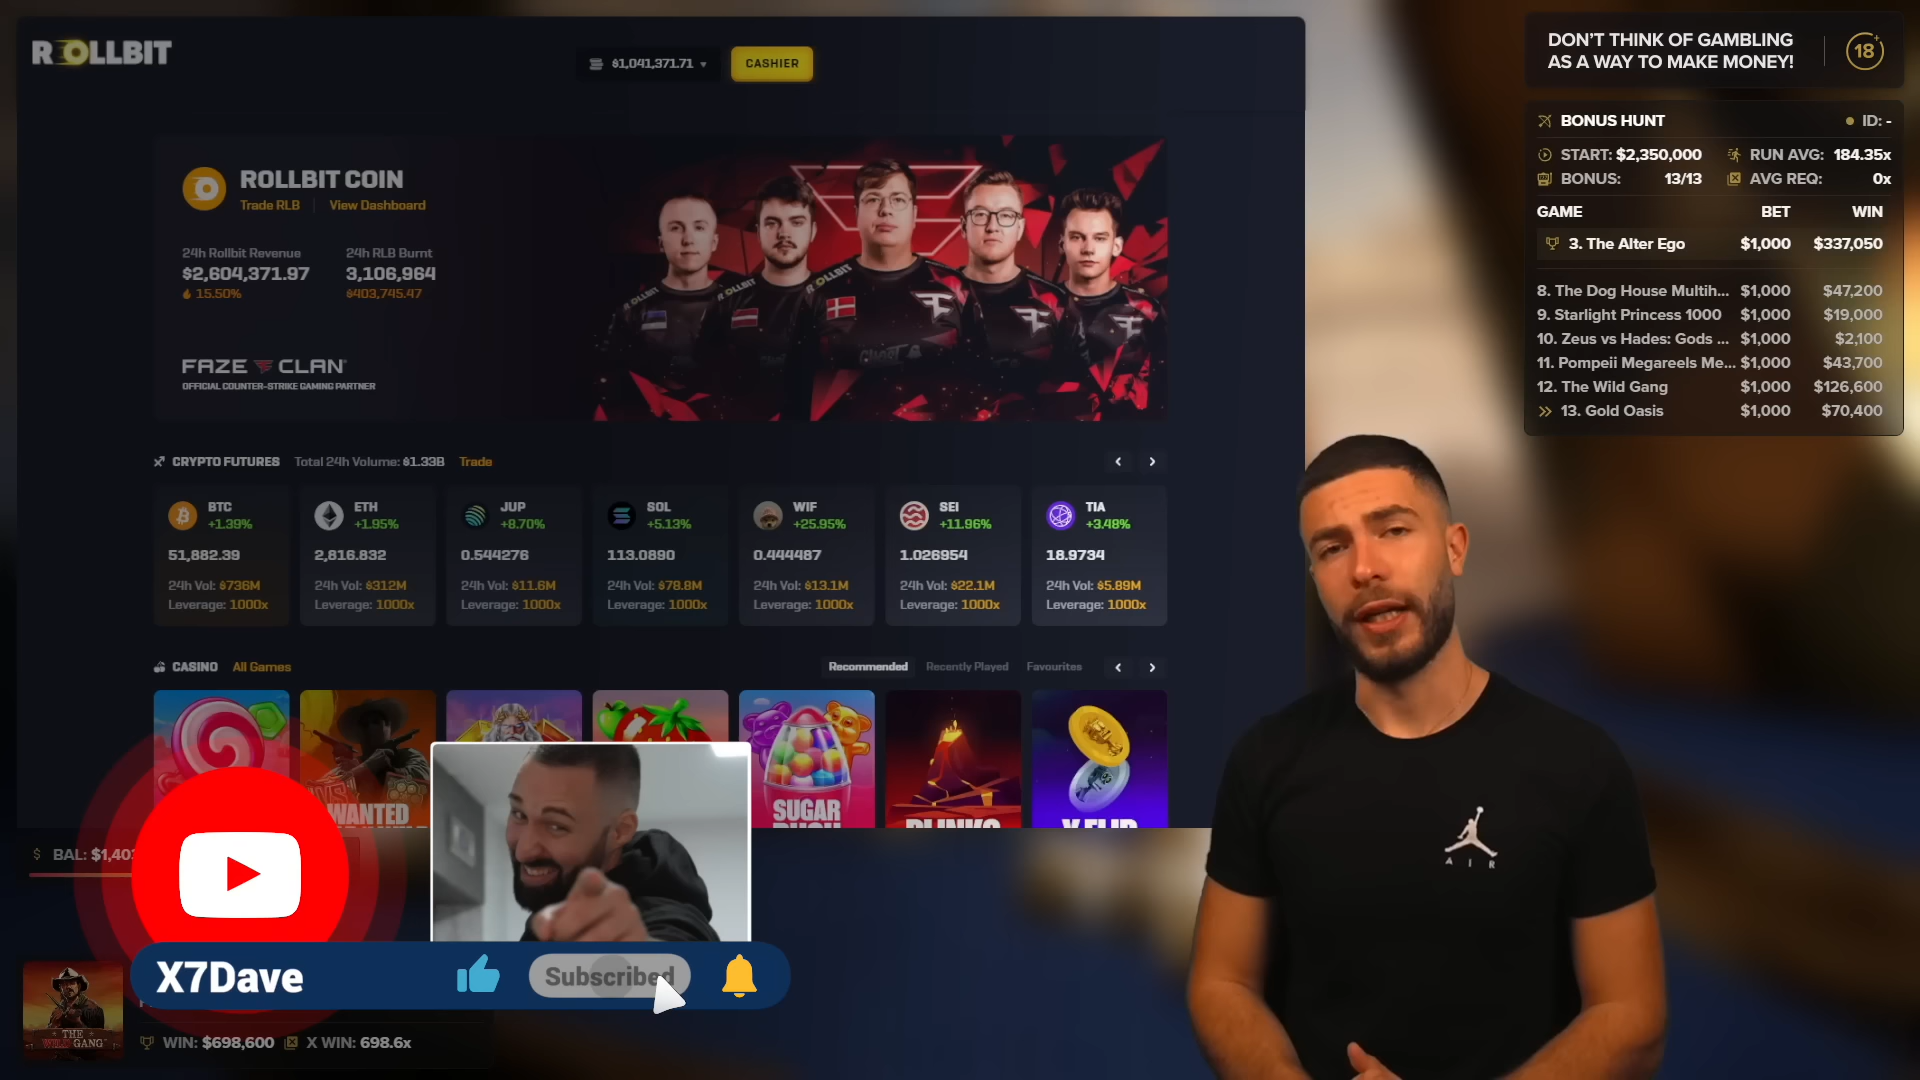 ROLLBIT
$1,041,371.71
CASHIER
ROLLBIT COIN
Trade RLB
View Dashboard
24h Rollbit Revenue
24h RLB Burnt
$2,604,371.97
3,106,964
15.50%
$403,745.47
FAZE CLAN
OFFICIAL COUNTER-STRIKE GAMING PARTNER
ROLLBIT
ROLLBIT
ROLLBIT
CRYPTO FUTURES
Total 24h Volume: $1.33B
Trade
BTC
+1.39%
51,882.39
24h Vol: $736M
Leverage: 1000x
ETH
+1.95%
2,816.832
24h Vol: $312M
Leverage: 1000x
JUP
+8.70%
0.544276
24h Vol: $11.6M
Leverage: 1000x
SOL
+5.13%
113.0890
24h Vol: $78.8M
Leverage: 1000x
WIF
+25.95%
0.444487
24h Vol: $13.1M
Leverage: 1000x
SEI
+11.96%
1.026954
24h Vol: $22.1M
Leverage: 1000x
TIA
+3.48%
18.9734
24h Vol: $5.89M
Leverage: 1000x
CASINO
All Games
Recommended
Recently Played
Favourites
WANTED
SUGAR
DON'T THINK OF GAMBLING
AS A WAY TO MAKE MONEY!
18+
BONUS HUNT
ID: -
START: $2,350,000
RUN AVG: 184.35x
BONUS: 13/13
AVG REQ: 0x
GAME BET WIN
3. The Alter Ego $1,000 $337,050
8. The Dog House Multih... $1,000 $47,200
9. Starlight Princess 1000 $1,000 $19,000
10. Zeus vs Hades: Gods ... $1,000 $2,100
11. Pompeii Megareels Me... $1,000 $43,700
12. The Wild Gang $1,000 $126,600
13. Gold Oasis $1,000 $70,400
AIR
BAL: $1,403
X7Dave
Subscribed
THE
WILD GANG
WIN: $698,600
X WIN: 698.6x